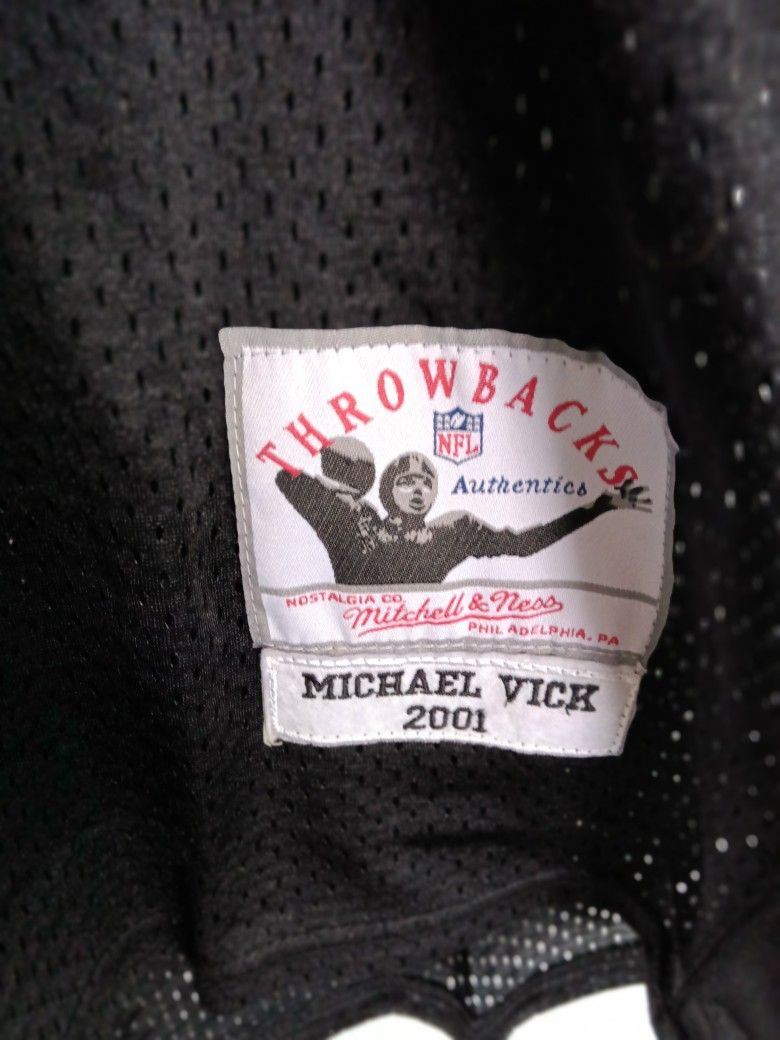 THROWBACKS
NFL
Authentics
NOSTALGIA CO.
Mitchell & Ness
PHILADELPHIA. PA
MICHAEL VICK
2001